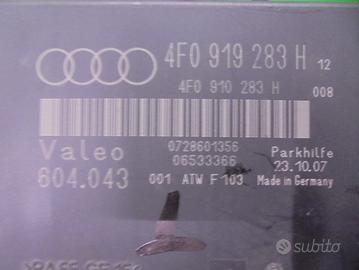 4F0 919 283 H 12
4F0 910 283 H 008
Valeo 0728601356 Parkhilfe
06533366 23.10.07
604.043 001 ATW F 103 Made in Germany
subito